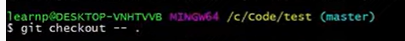 learnp@DESKTOP-VNHTVVB MINGW64 /c/Code/test (master)
$ git checkout -- .